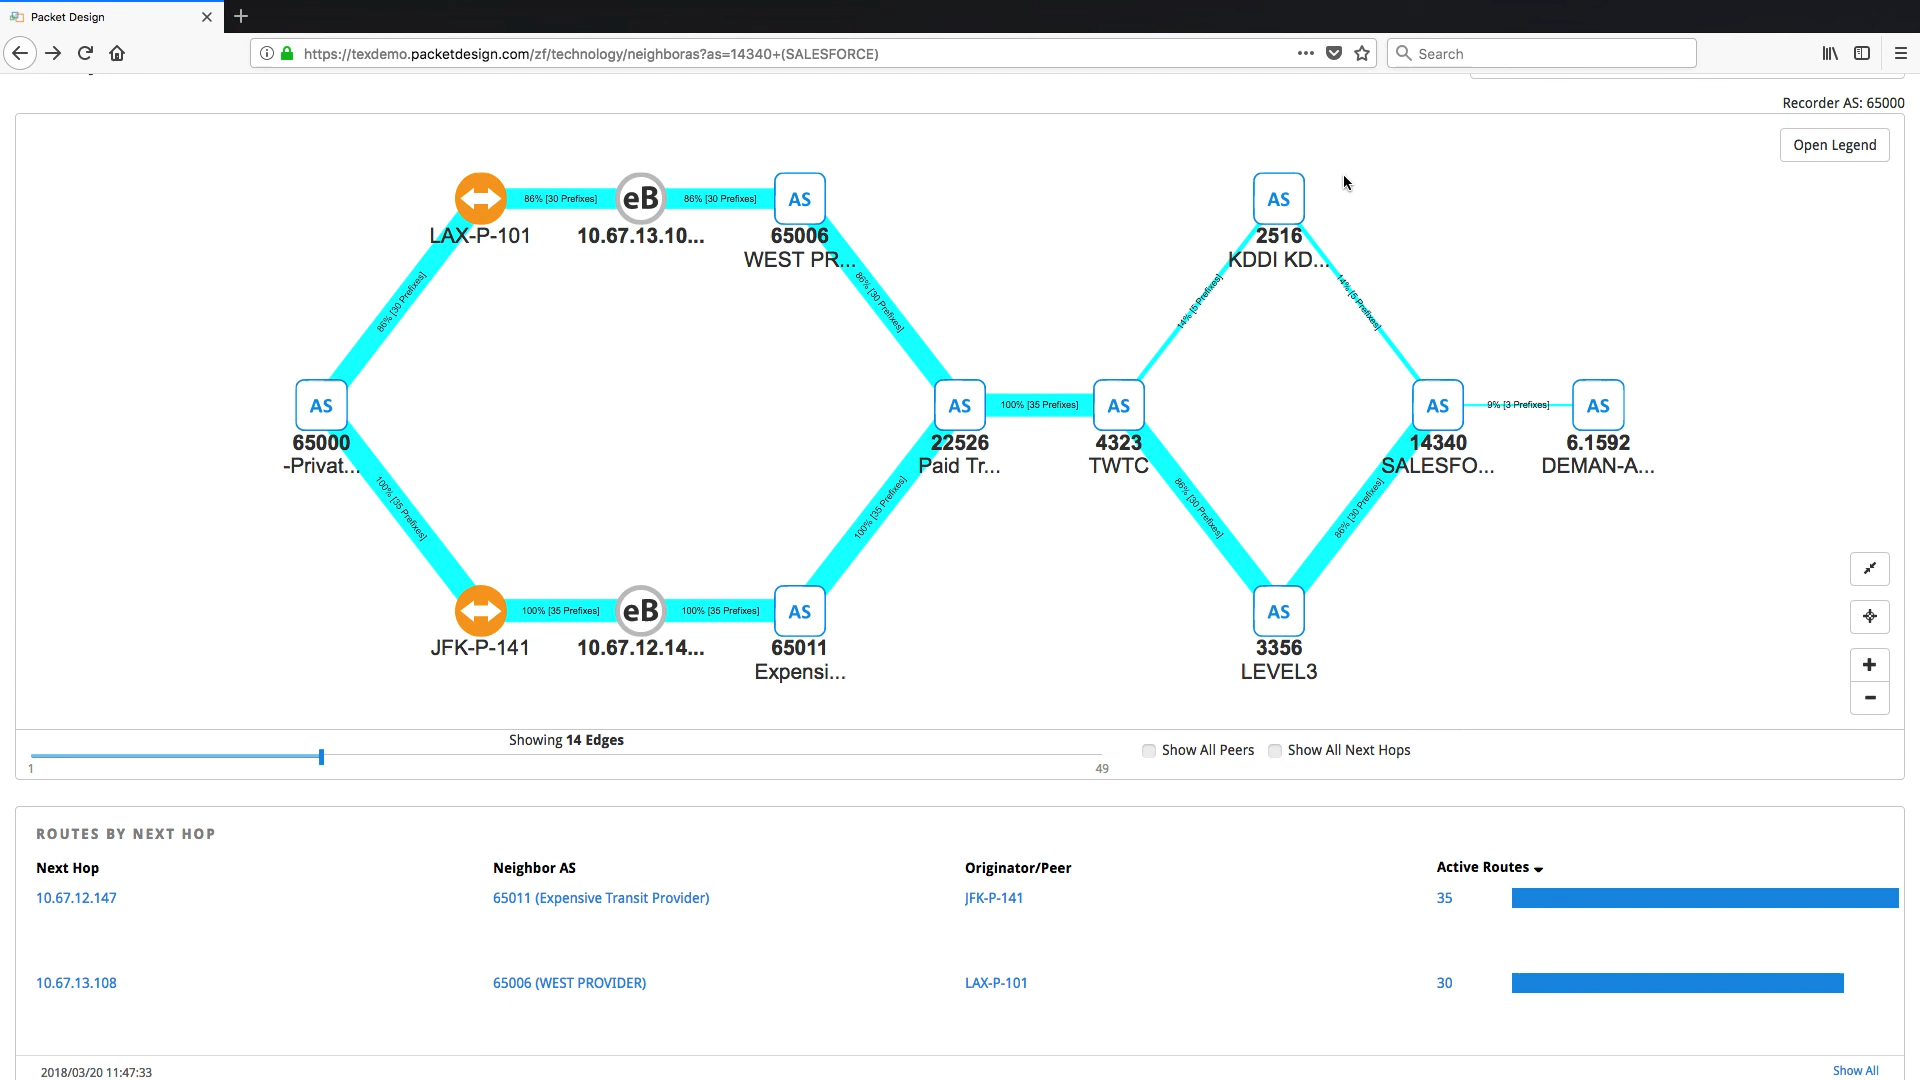 Packet Design
https://texdemo.packetdesign.com/zf/technology/neighboras?as=14340+(SALESFORCE)
Search
Recorder AS: 65000
Open Legend
LAX-P-101
86% [30 Prefixes]
eB
10.67.13.10...
86% [30 Prefixes]
AS
65006
WEST PR...
AS
2516
KDDI KD...
86% [30 Prefixes]
86% [30 Prefixes]
14% [5 Prefixes]
14% [5 Prefixes]
AS
65000
-Privat...
AS
22526
Paid Tr...
100% [35 Prefixes]
AS
4323
TWTC
AS
14340
SALESFO...
9% [3 Prefixes]
AS
6.1592
DEMAN-A...
100% [35 Prefixes]
100% [35 Prefixes]
86% [30 Prefixes]
86% [30 Prefixes]
JFK-P-141
100% [35 Prefixes]
eB
10.67.12.14...
100% [35 Prefixes]
AS
65011
Expensi...
AS
3356
LEVEL3
Showing 14 Edges
1
49
Show All Peers
Show All Next Hops
ROUTES BY NEXT HOP
Next Hop Neighbor AS Originator/Peer Active Routes
10.67.12.147 65011 (Expensive Transit Provider) JFK-P-141 35
10.67.13.108 65006 (WEST PROVIDER) LAX-P-101 30
2018/03/20 11:47:33
Show All